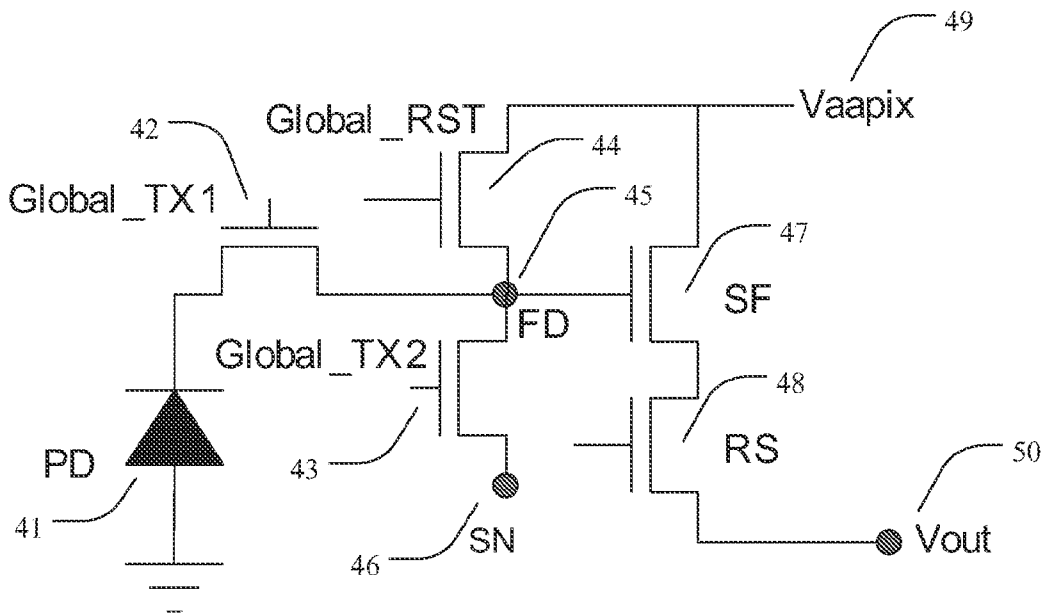 49
Vaapix
Global_RST
42
44
45
Global_TX1
47
SF
FD
Global_TX2
48
PD
43
RS
50
41
46
SN
Vout